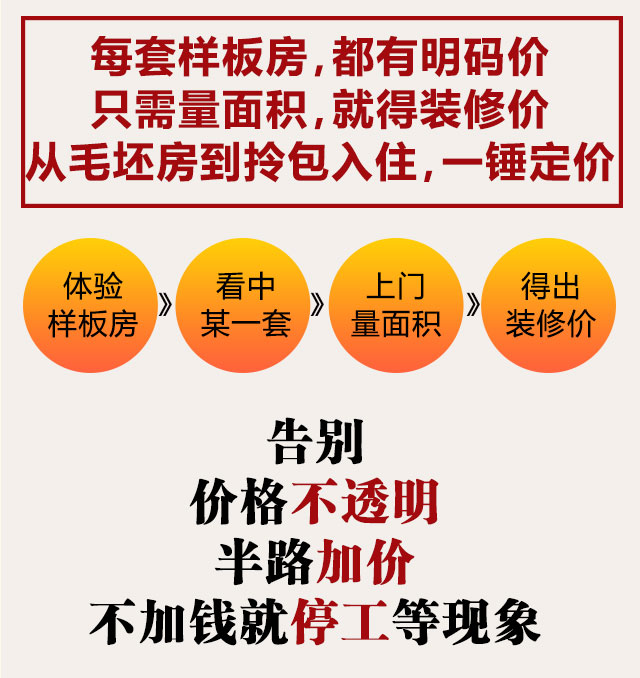 每套样板房,都有明码价
只需量面积,就得装修价
从毛坯房到拎包入住,一锤定价
体验
样板房
》
看中
某一套
》
上门
量面积
》
得出
装修价
告别
价格不透明
半路加价
不加钱就停工等现象